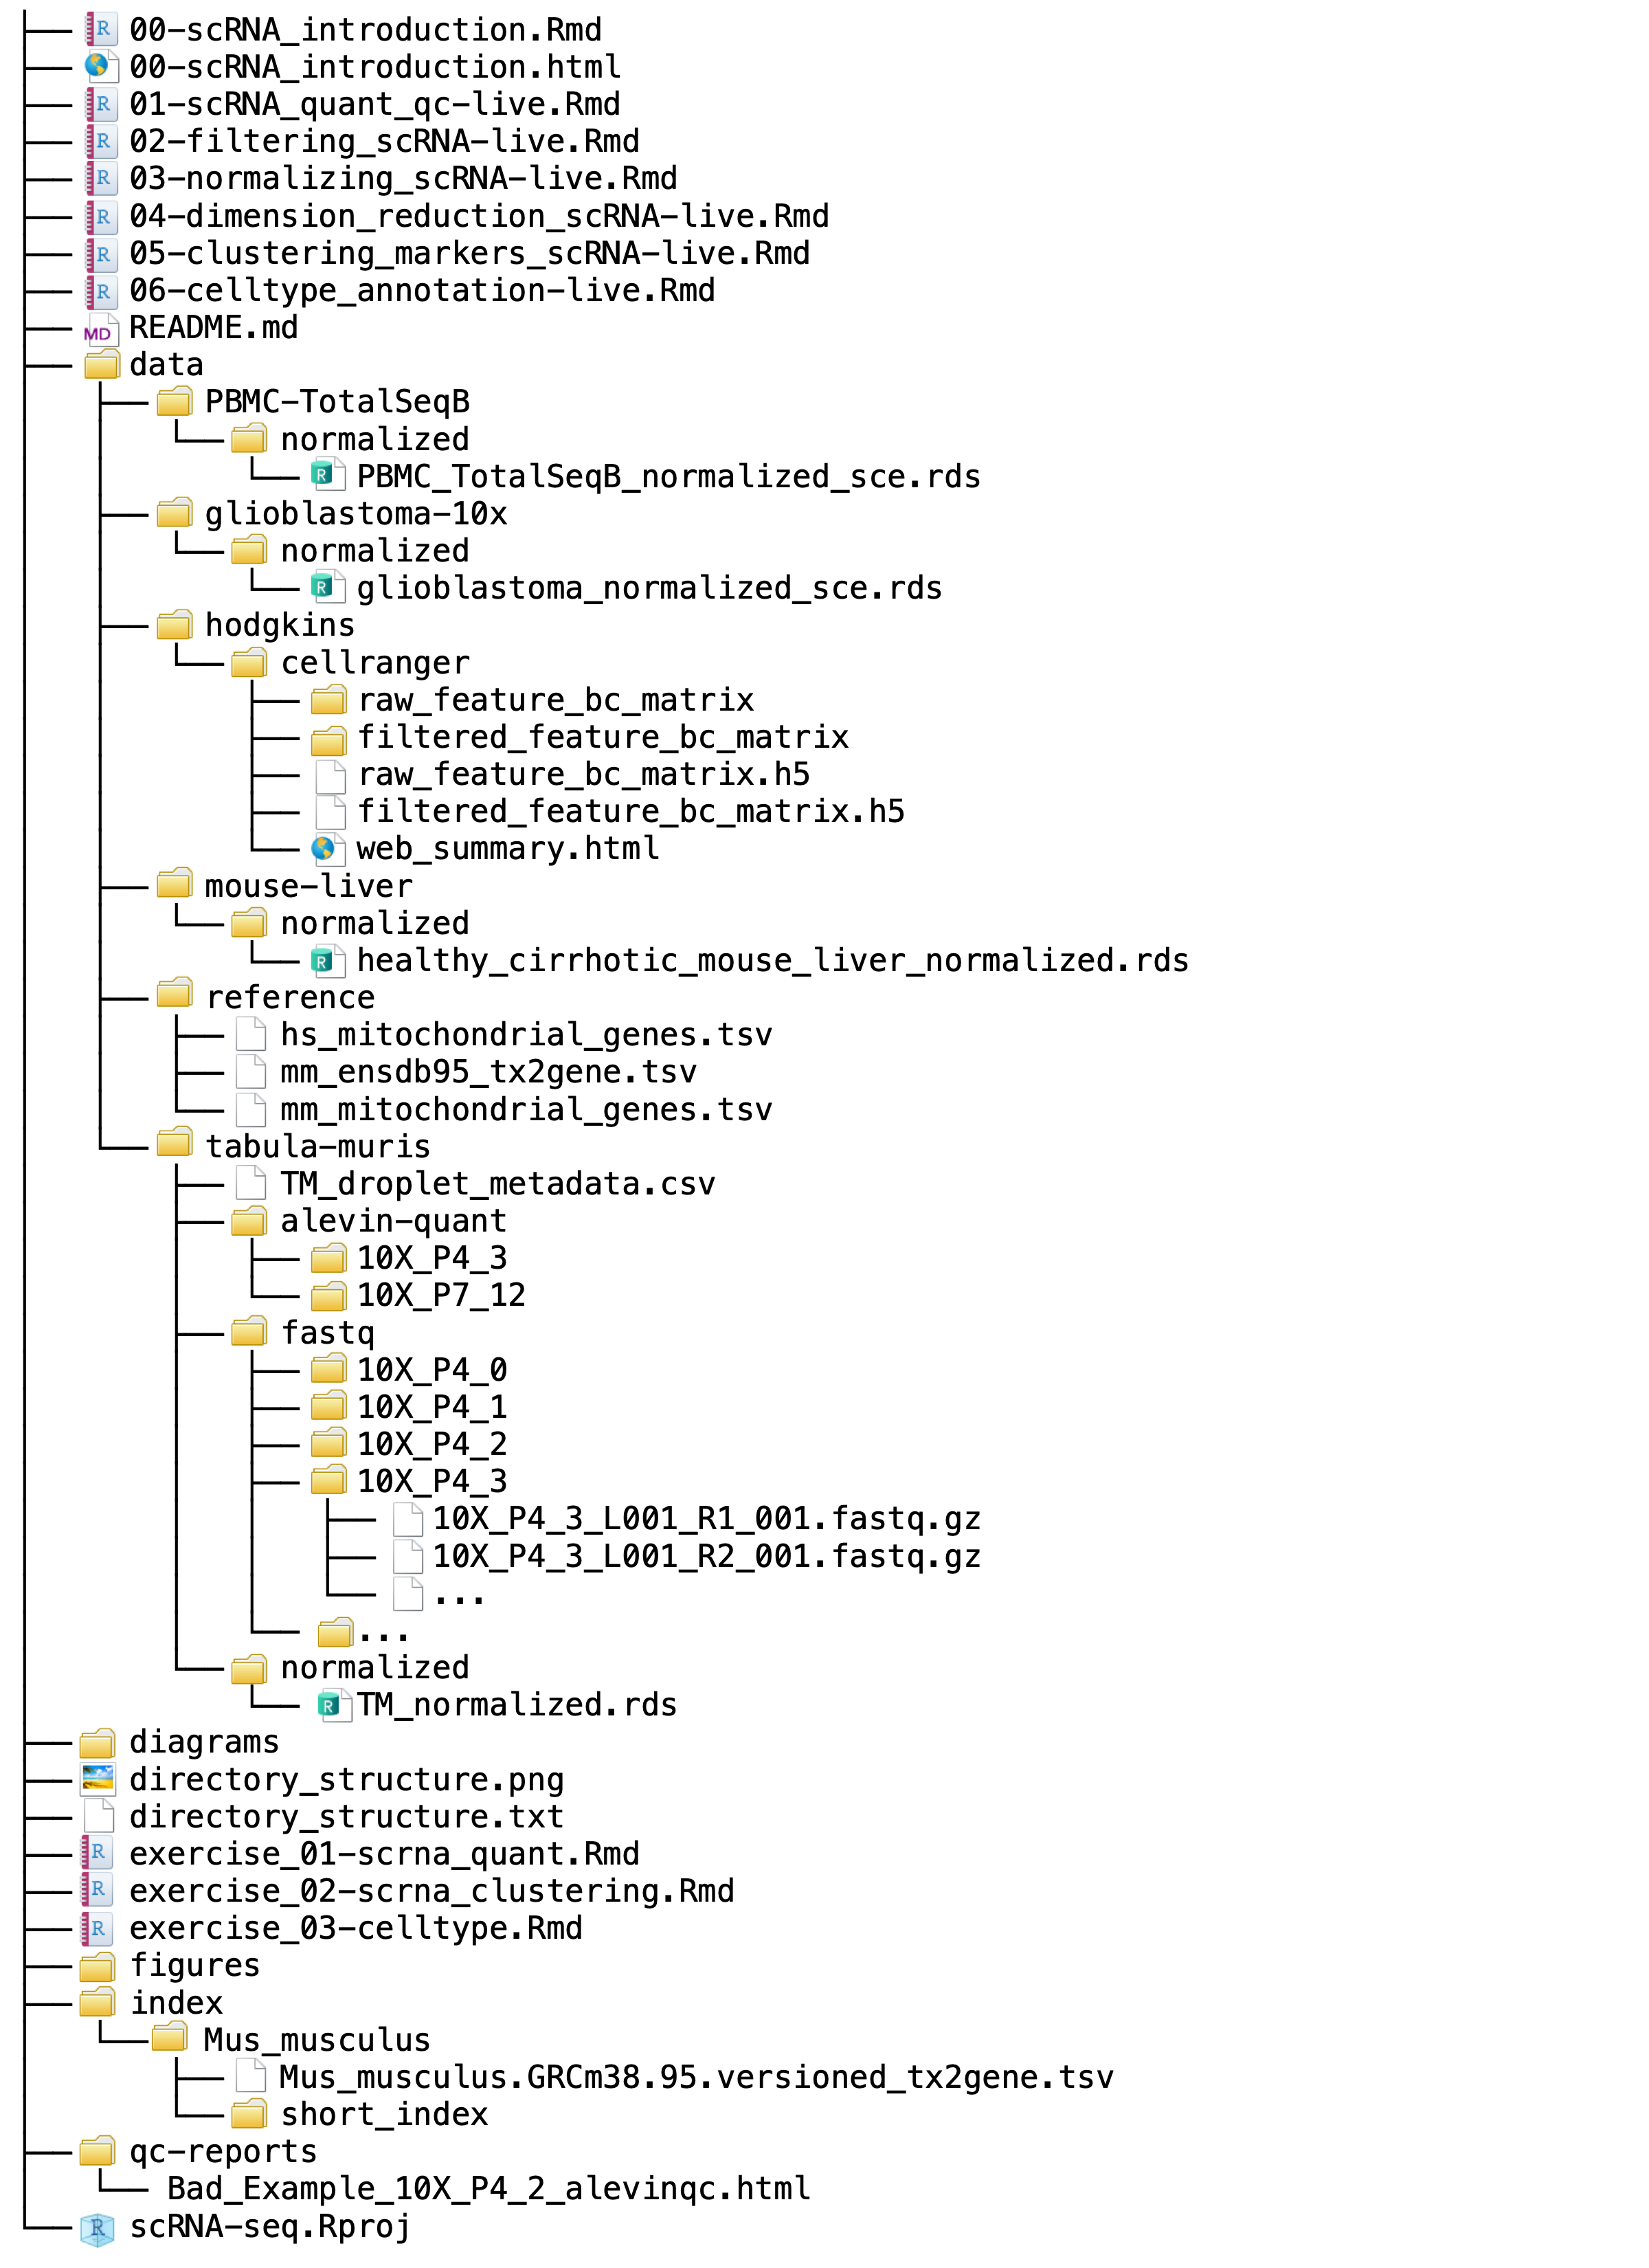 00-scRNA_introduction.Rmd
00-scRNA_introduction.html
01-scRNA_quant_qc-live.Rmd
02-filtering_scRNA-live.Rmd
03-normalizing_scRNA-live.Rmd
04-dimension_reduction_scRNA-live.Rmd
05-clustering_markers_scRNA-live.Rmd
06-celltype_annotation-live.Rmd
README.md
data
PBMC-TotalSeqB
normalized
PBMC_TotalSeqB_normalized_sce.rds
glioblastoma-10x
normalized
glioblastoma_normalized_sce.rds
hodgkins
cellranger
raw_feature_bc_matrix
filtered_feature_bc_matrix
raw_feature_bc_matrix.h5
filtered_feature_bc_matrix.h5
web_summary.html
mouse-liver
normalized
healthy_cirrhotic_mouse_liver_normalized.rds
reference
hs_mitochondrial_genes.tsv
mm_ensdb95_tx2gene.tsv
mm_mitochondrial_genes.tsv
tabula-muris
TM_droplet_metadata.csv
alevin-quant
10X_P4_3
10X_P7_12
fastq
10X_P4_0
10X_P4_1
10X_P4_2
10X_P4_3
10X_P4_3_L001_R1_001.fastq.gz
10X_P4_3_L001_R2_001.fastq.gz
...
...
normalized
TM_normalized.rds
diagrams
directory_structure.png
directory_structure.txt
exercise_01-scrna_quant.Rmd
exercise_02-scrna_clustering.Rmd
exercise_03-celltype.Rmd
figures
index
Mus_musculus
Mus_musculus.GRCm38.95.versioned_tx2gene.tsv
short_index
qc-reports
Bad_Example_10X_P4_2_alevinqc.html
scRNA-seq.Rproj